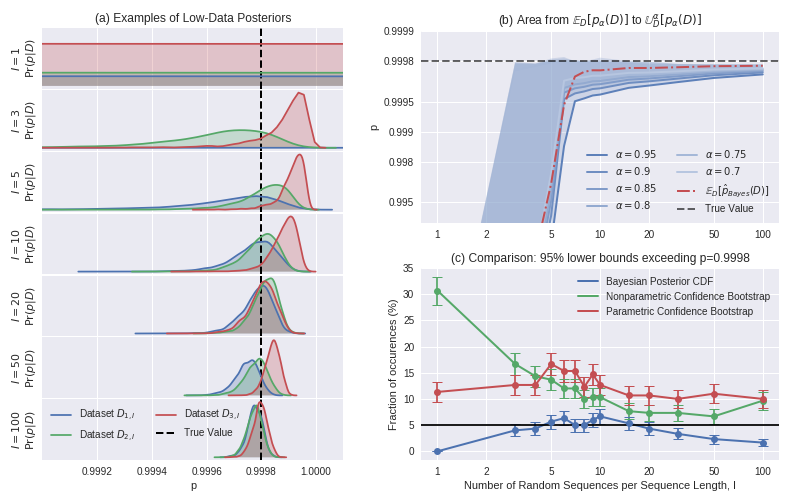 (a) Examples of Low-Data Posteriors
l = 1
Pr(p|D)
l = 3
Pr(p|D)
l = 5
Pr(p|D)
l = 10
Pr(p|D)
l = 20
Pr(p|D)
l = 50
Pr(p|D)
l = 100
Pr(p|D)
Dataset D₁,ₗ
Dataset D₂,ₗ
Dataset D₃,ₗ
True Value
0.9992 0.9994 0.9996 0.9998 1.0000
p
(b) Area from 𝔼_D[p_α(D)] to 𝕌^α_D[p_α(D)]
0.9999
0.9998
0.9995
0.999
0.998
0.995
p
α = 0.95
α = 0.9
α = 0.85
α = 0.8
α = 0.75
α = 0.7
𝔼_D[p̂_Bayes(D)]
True Value
1 2 5 10 20 50 100
(c) Comparison: 95% lower bounds exceeding p=0.9998
35
30
25
20
15
10
5
0
Fraction of occurences (%)
Bayesian Posterior CDF
Nonparametric Confidence Bootstrap
Parametric Confidence Bootstrap
1 2 5 10 20 50 100
Number of Random Sequences per Sequence Length, l